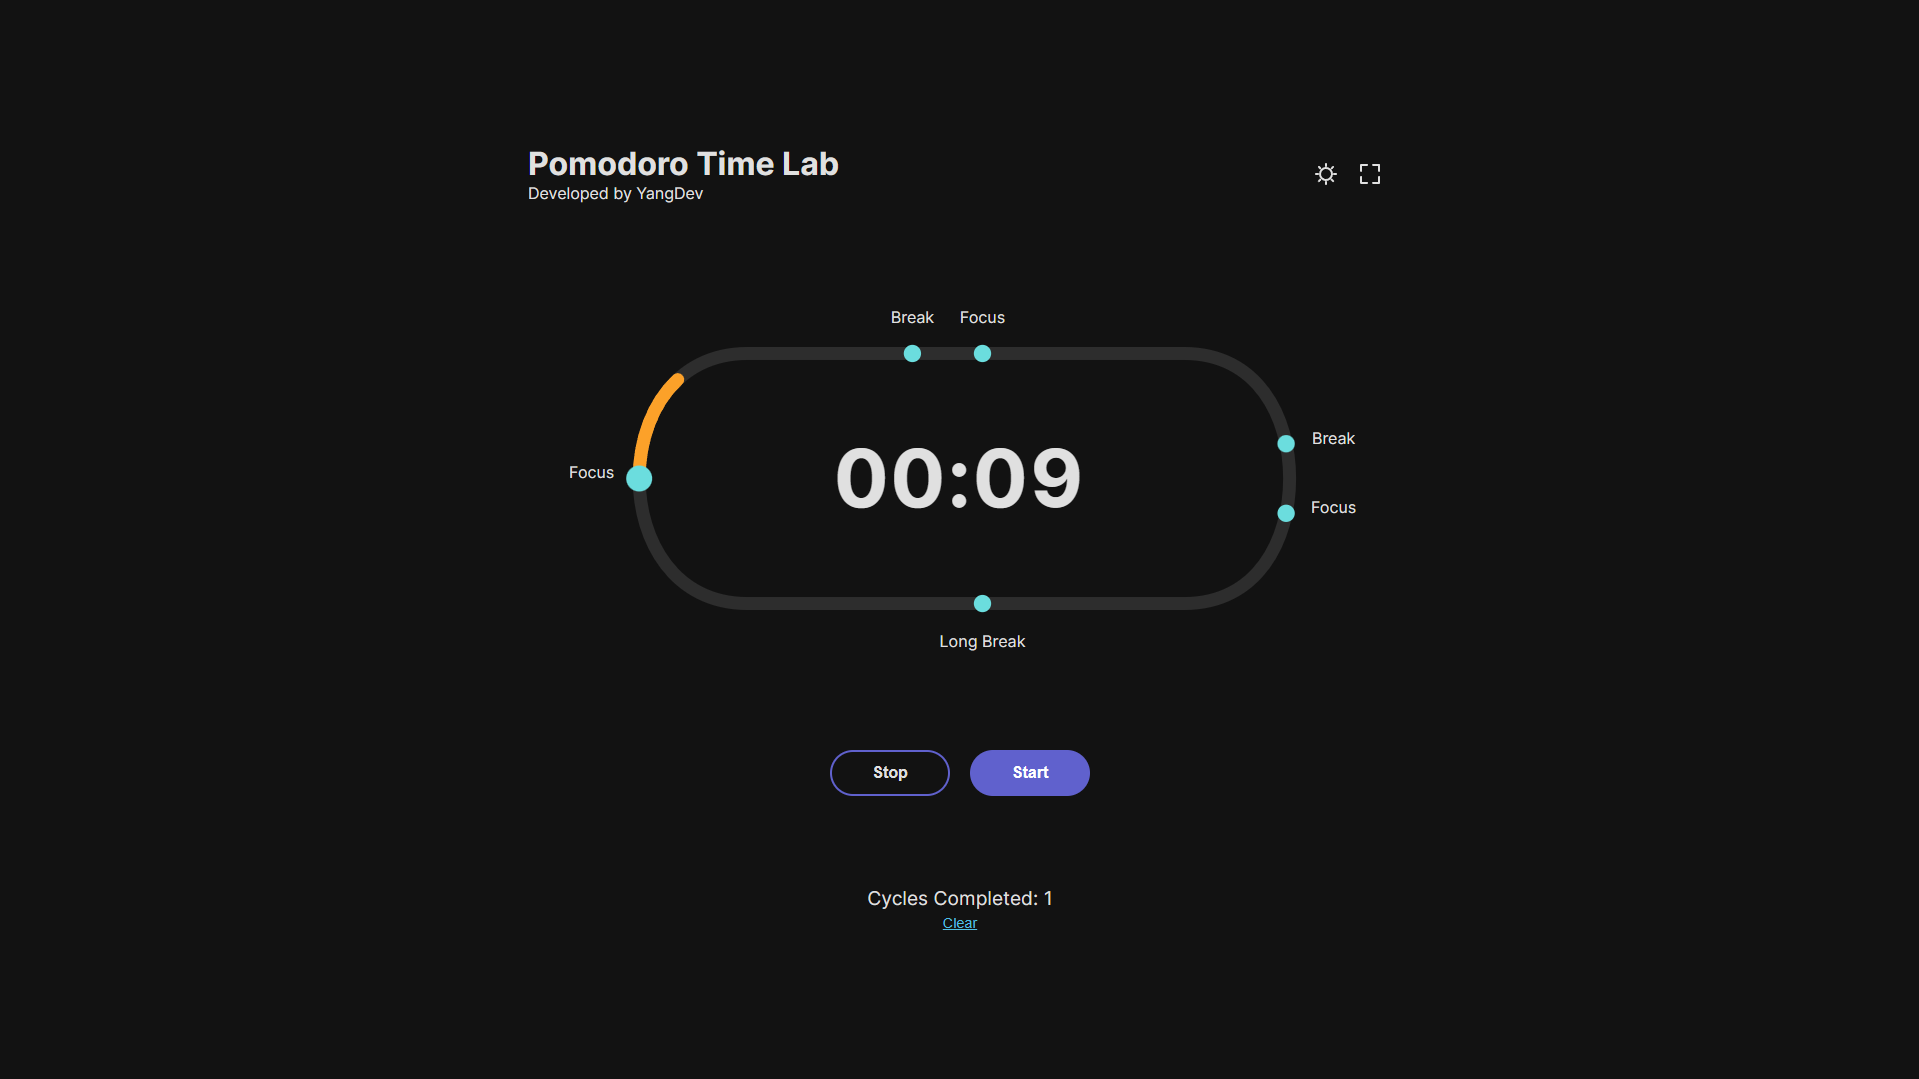 Pomodoro Time Lab
Developed by YangDev
Break
Focus
Break
Focus
00:09
Focus
Long Break
Stop
Start
Cycles Completed: 1
Clear